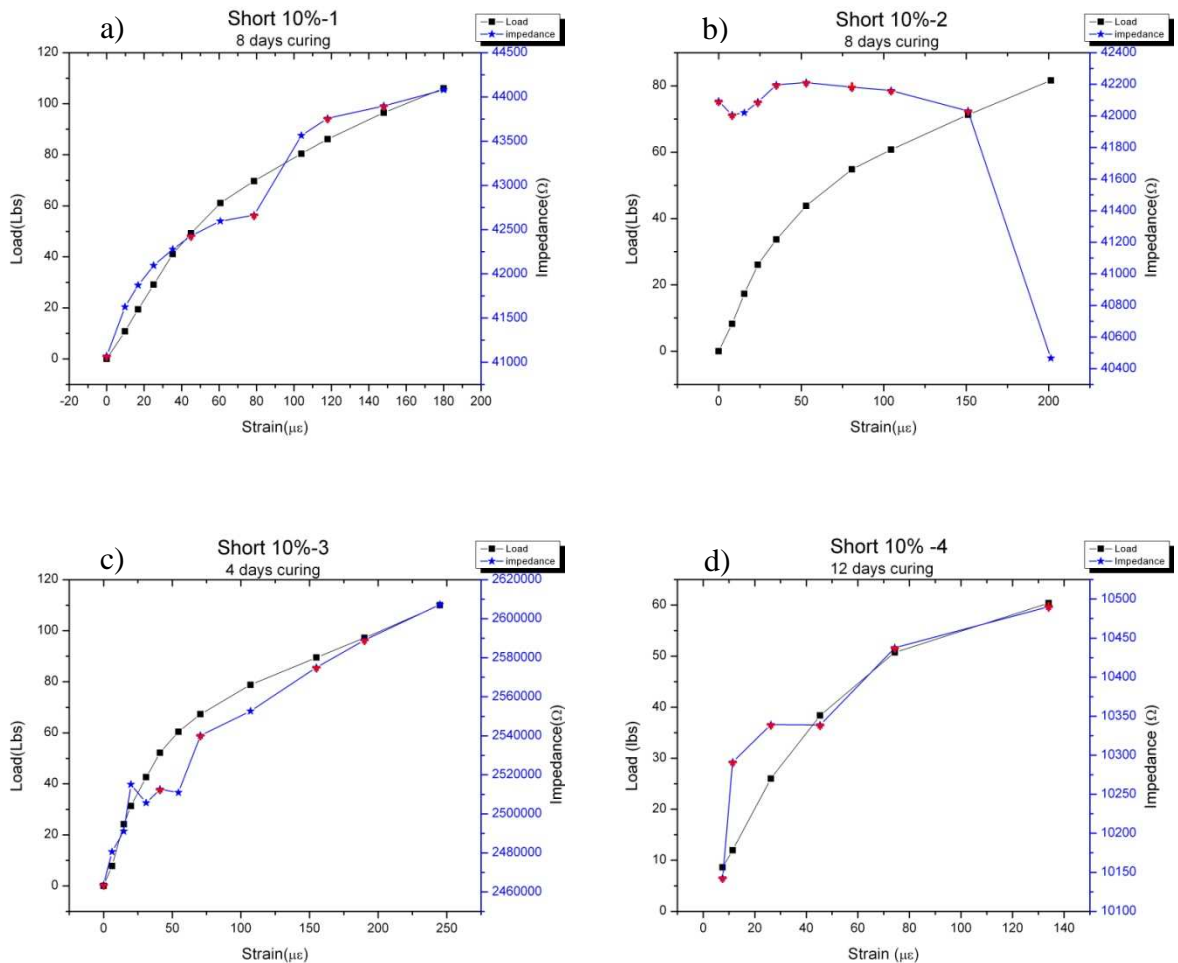 a)
Short 10%-1
8 days curing
Load
impedance
120
100
80
60
40
20
0
Load(Lbs)
44500
44000
43500
43000
42500
42000
41500
41000
Impedance(Ω)
-20 0 20 40 60 80 100 120 140 160 180 200
Strain(με)
b)
Short 10%-2
8 days curing
Load
impedance
80
60
40
20
0
Load(Lbs)
42400
42200
42000
41800
41600
41400
41200
41000
40800
40600
40400
Impedance(Ω)
0 50 100 150 200
Strain(με)
c)
Short 10%-3
4 days curing
Load
impedance
120
100
80
60
40
20
0
Load(Lbs)
2620000
2600000
2580000
2560000
2540000
2520000
2500000
2480000
2460000
Impedance(Ω)
0 50 100 150 200 250
Strain(με)
d)
Short 10% -4
12 days curing
Load
Impedance
60
50
40
30
20
10
0
Load (lbs)
10500
10450
10400
10350
10300
10250
10200
10150
10100
Impedance (Ω)
0 20 40 60 80 100 120 140
Strain (με)